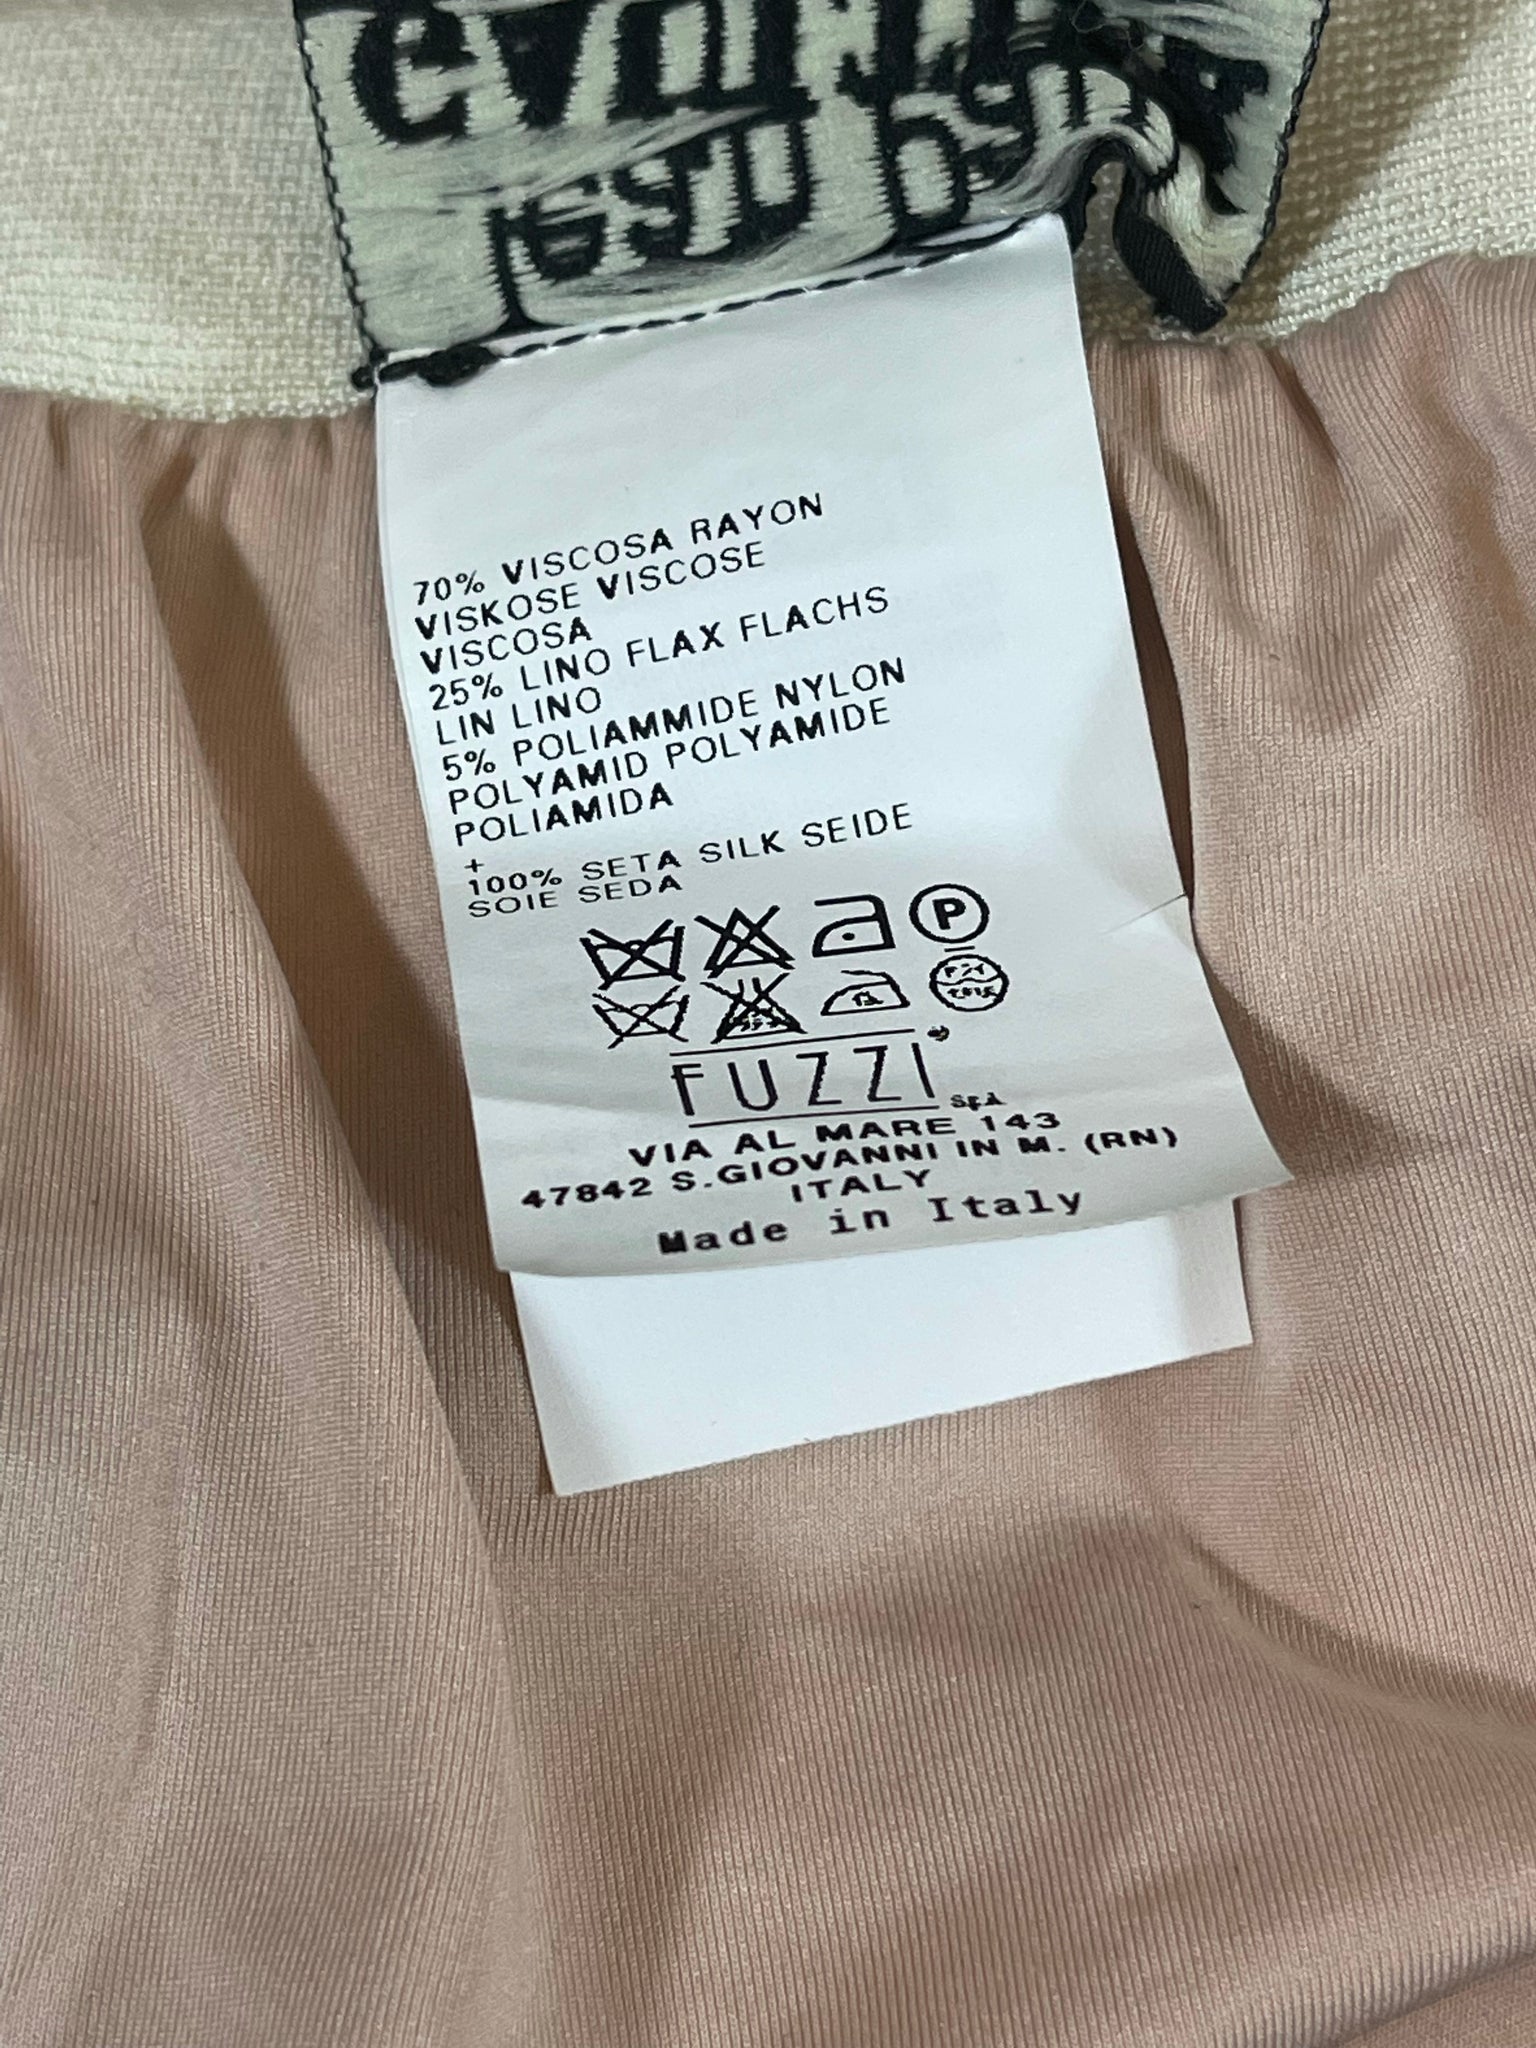 70% VISCOSA RAYON
VISKOSE VISCOSE
VISCOSA
25% LINO FLAX FLACHS
LIN LINO
5% POLIAMMIDE NYLON
POLYAMID POLYAMIDE
POLIAMIDA
+
100% SETA SILK SEIDE
SOIE SEDA
P
FUZZI SpA
VIA AL MARE 143
47842 S.GIOVANNI IN M. (RN)
ITALY
Made in Italy